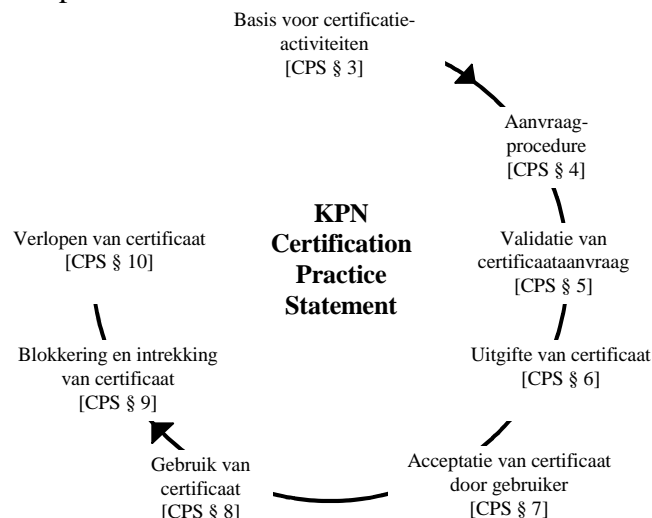 Basis voor certificatie-
activiteiten
[CPS § 3]
Aanvraag-
procedure
[CPS § 4]
Validatie van
certificaataanvraag
[CPS § 5]
Uitgifte van certificaat
[CPS § 6]
Acceptatie van certificaat
door gebruiker
[CPS § 7]
Gebruik van
certificaat
[CPS § 8]
Blokkering en intrekking
van certificaat
[CPS § 9]
Verlopen van certificaat
[CPS § 10]
KPN
Certification
Practice
Statement